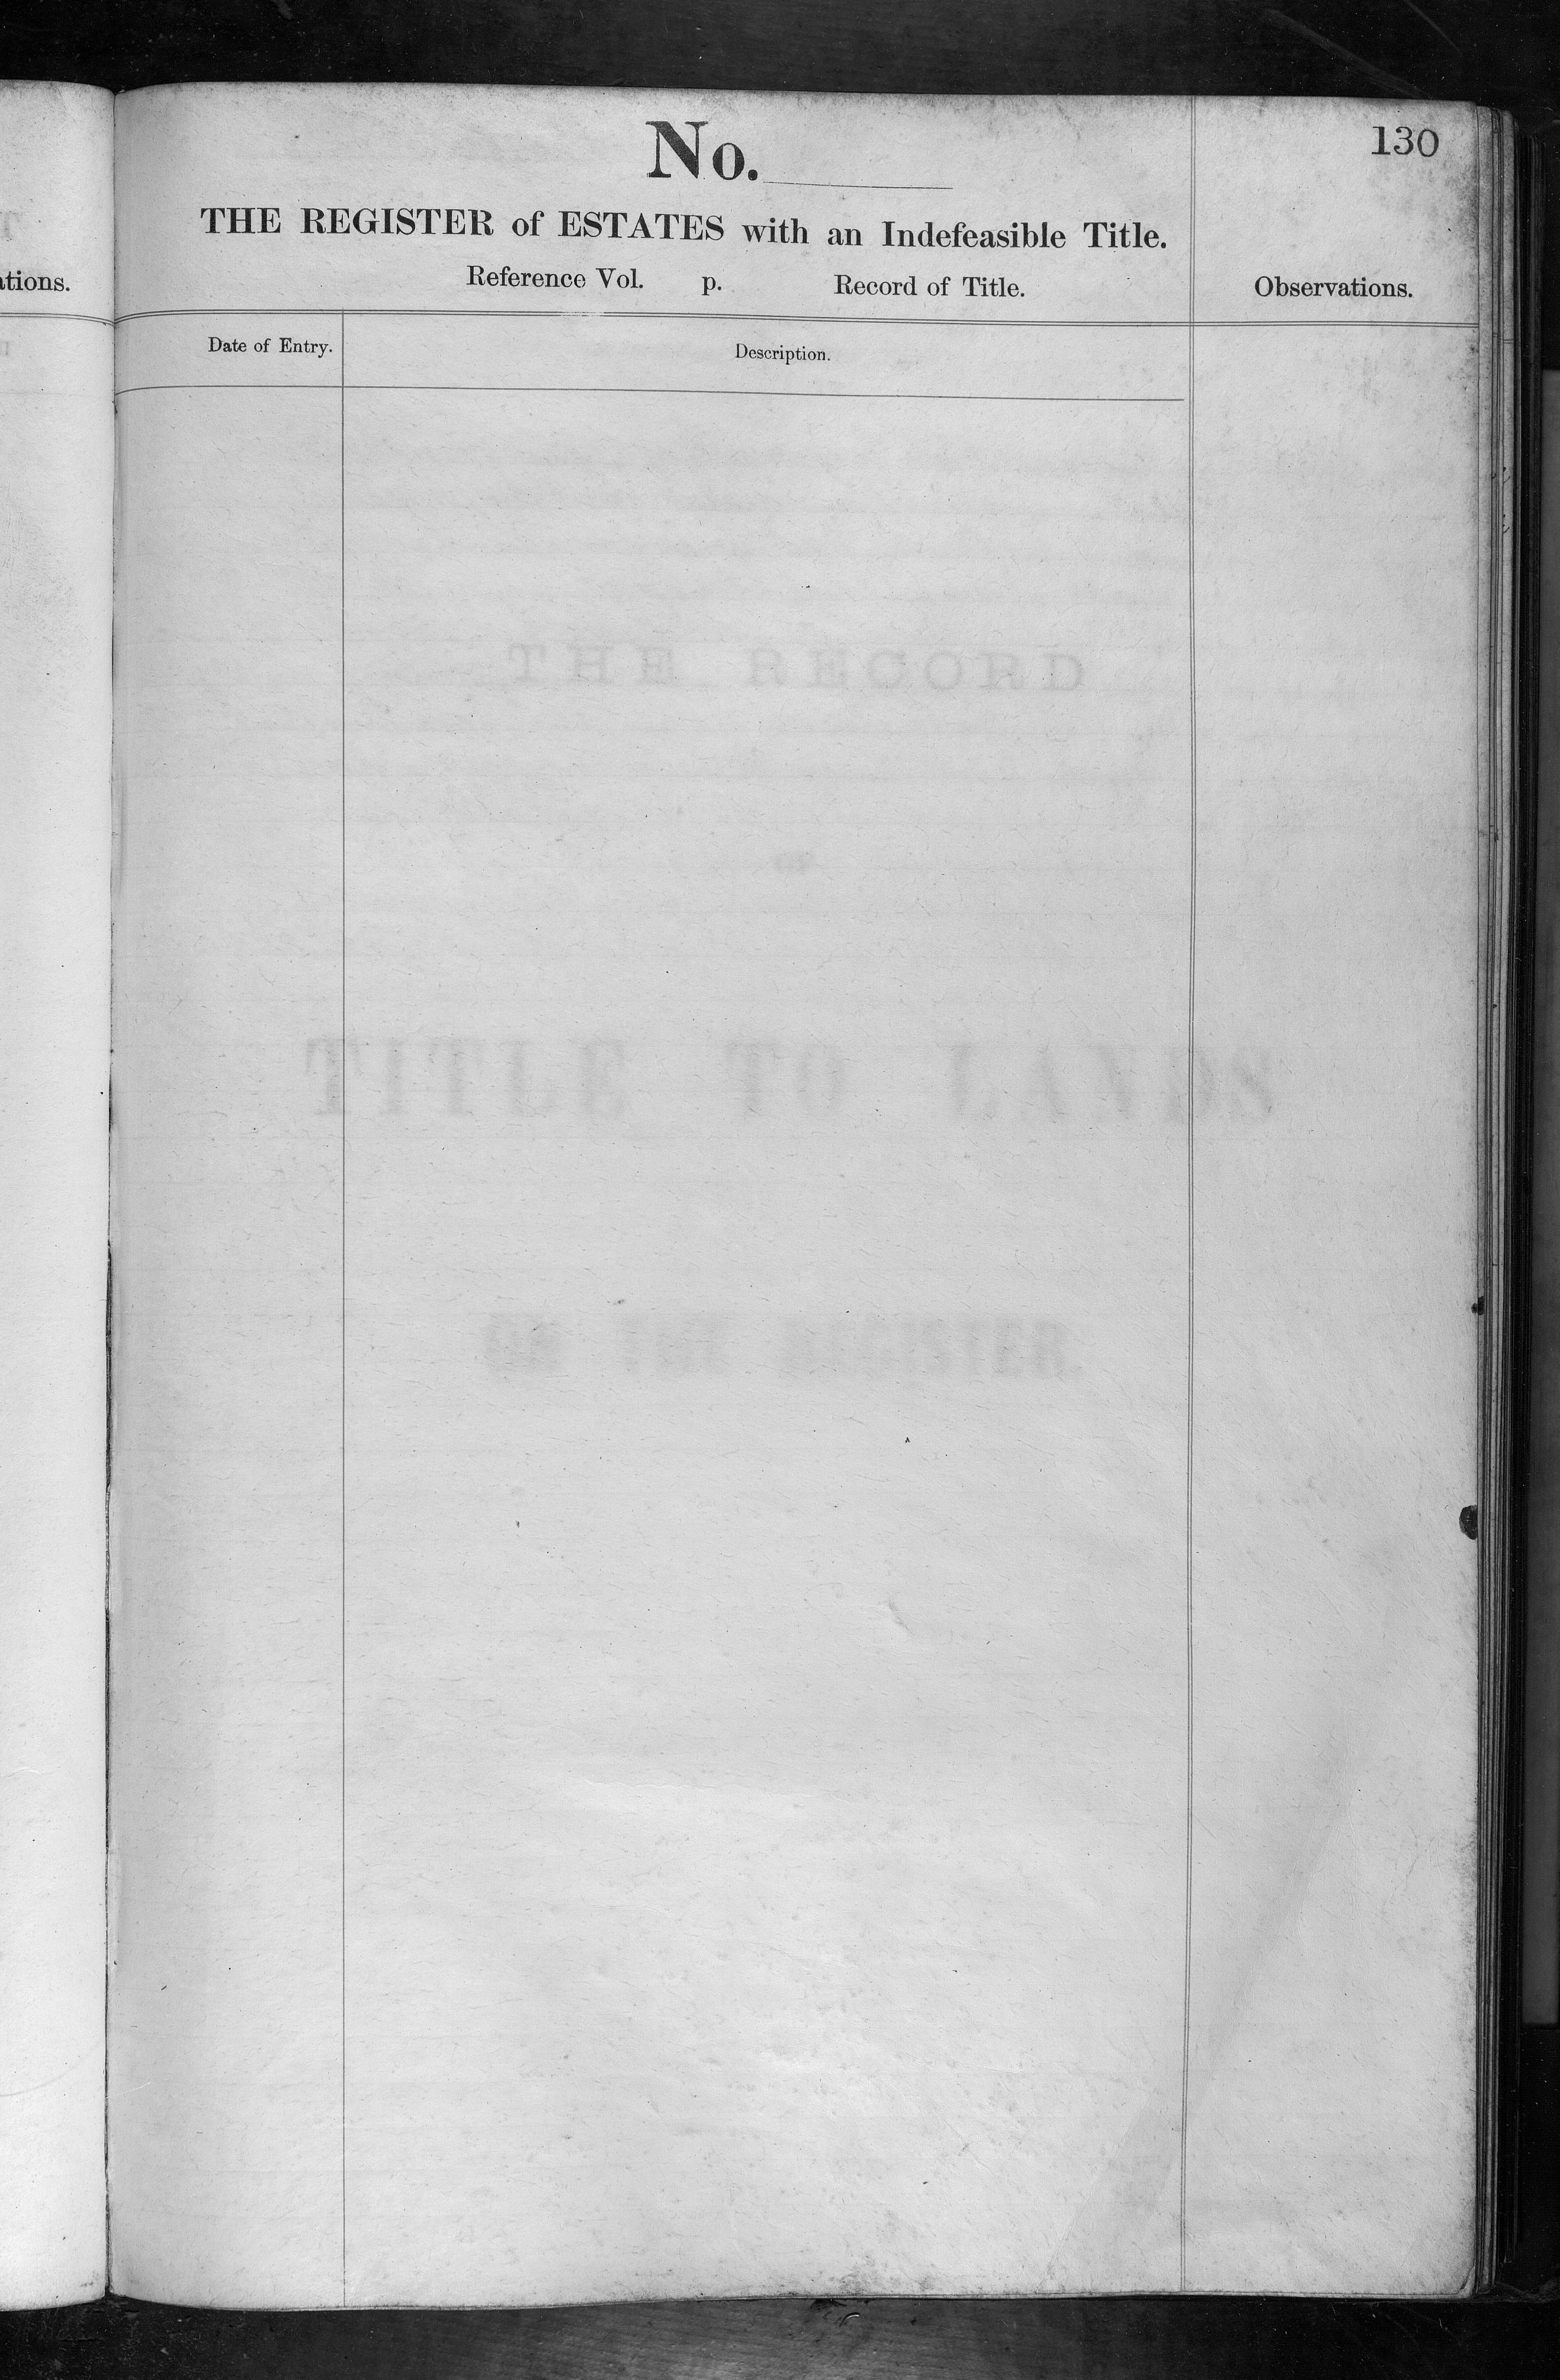 130
No.
THE REGISTER of ESTATES with an Indefeasible Title.
Reference Vol. p. Record of Title.
Observations.
Date of Entry.
Description.
THE RECORD
OF
TITLE TO LANDS
ON THE REGISTER.
ations.